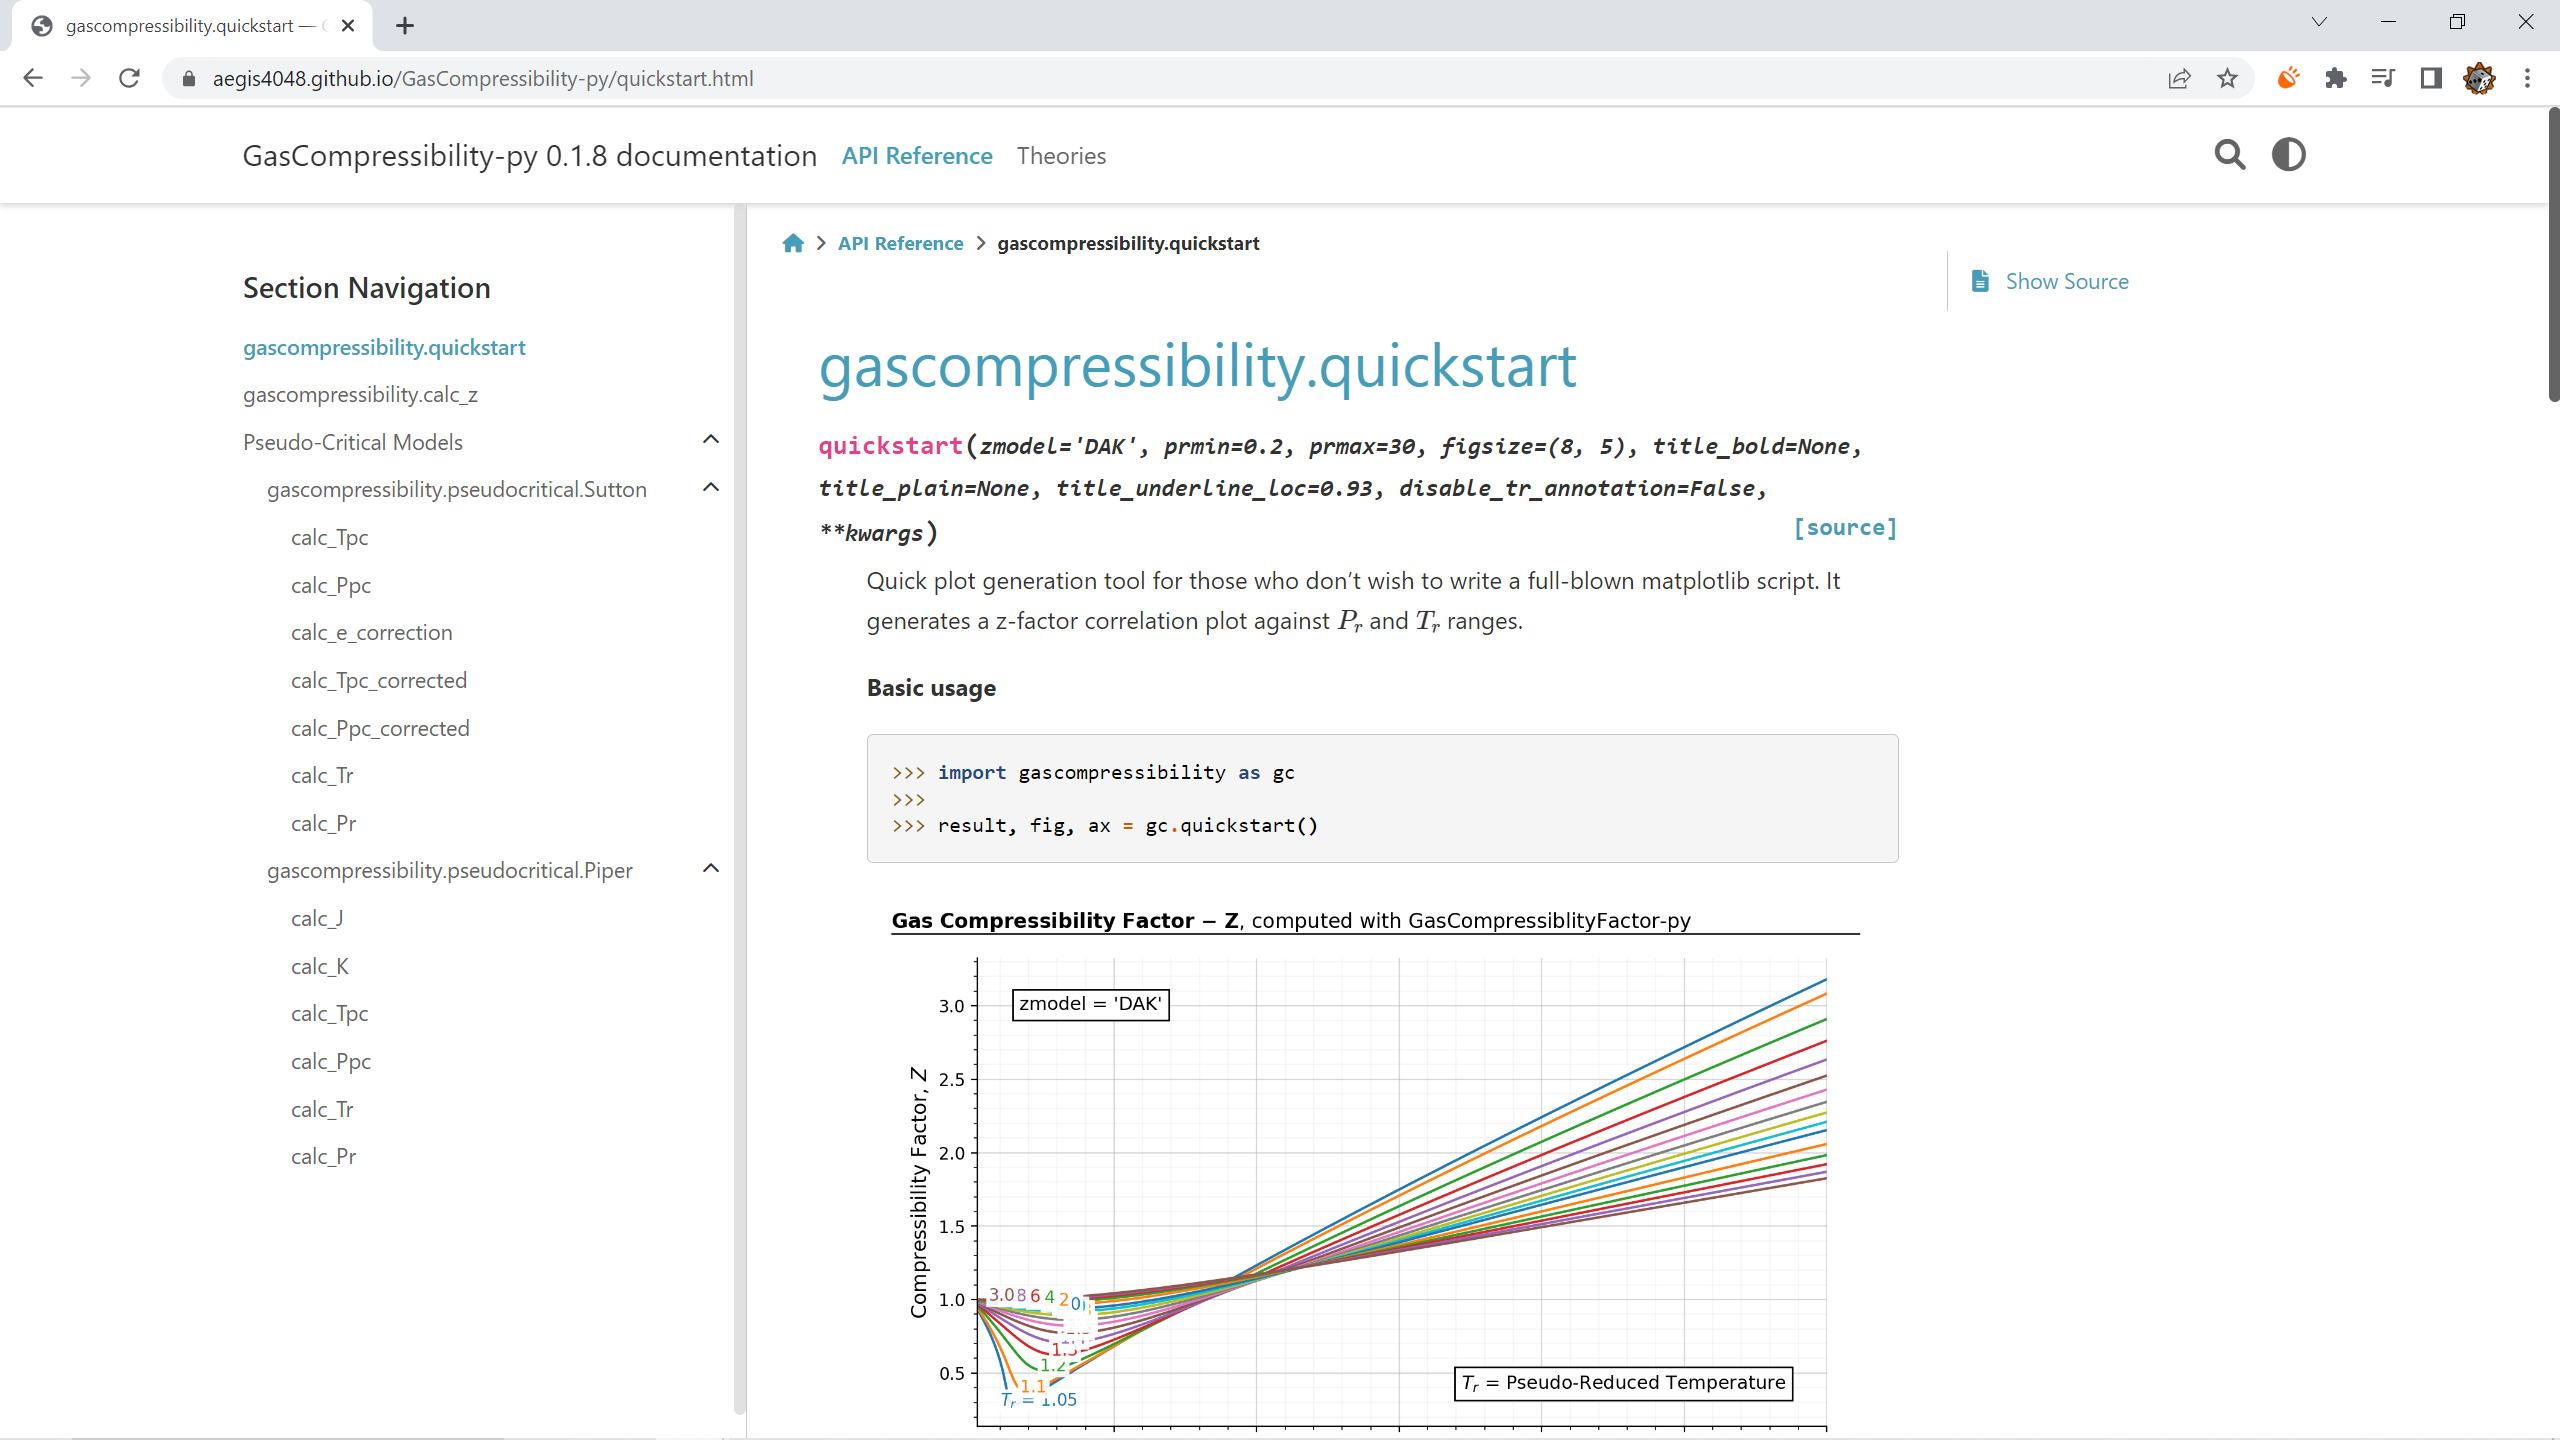 gascompressibility.quickstart —
aegis4048.github.io/GasCompressibility-py/quickstart.html
GasCompressibility-py 0.1.8 documentation API Reference Theories
Section Navigation
gascompressibility.quickstart
gascompressibility.calc_z
Pseudo-Critical Models
gascompressibility.pseudocritical.Sutton
calc_Tpc
calc_Ppc
calc_e_correction
calc_Tpc_corrected
calc_Ppc_corrected
calc_Tr
calc_Pr
gascompressibility.pseudocritical.Piper
calc_J
calc_K
calc_Tpc
calc_Ppc
calc_Tr
calc_Pr
API Reference > gascompressibility.quickstart
Show Source
gascompressibility.quickstart
quickstart(zmodel='DAK', prmin=0.2, prmax=30, figsize=(8, 5), title_bold=None,
title_plain=None, title_underline_loc=0.93, disable_tr_annotation=False,
**kwargs) [source]
Quick plot generation tool for those who don’t wish to write a full-blown matplotlib script. It
generates a z-factor correlation plot against Pr and Tr ranges.
Basic usage
>>> import gascompressibility as gc
>>>
>>> result, fig, ax = gc.quickstart()
Gas Compressibility Factor − Z, computed with GasCompressiblityFactor-py
zmodel = 'DAK'
Compressibility Factor, Z
3.0
2.5
2.0
1.5
1.0
0.5
3.0 8 6 4 2 0
1.3
1.2
1.1
Tr = 1.05
Tr = Pseudo-Reduced Temperature